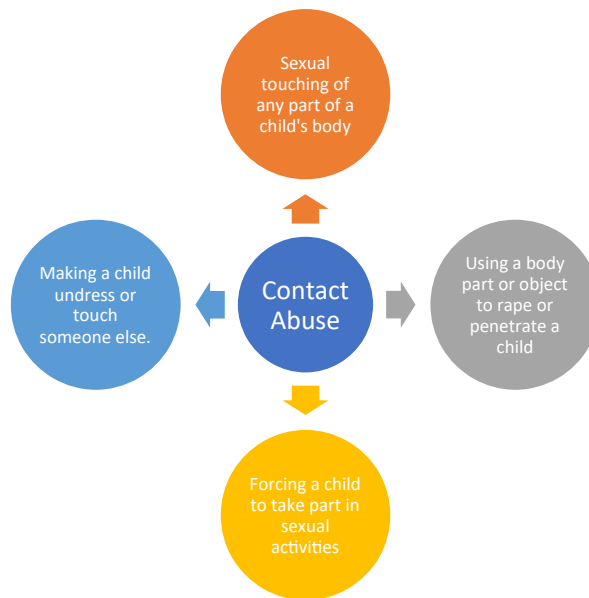 Sexual
touching of
any part of a
child's body
Making a child
undress or
touch
someone else.
Contact
Abuse
Using a body
part or object
to rape or
penetrate a
child
Forcing a child
to take part in
sexual
activities